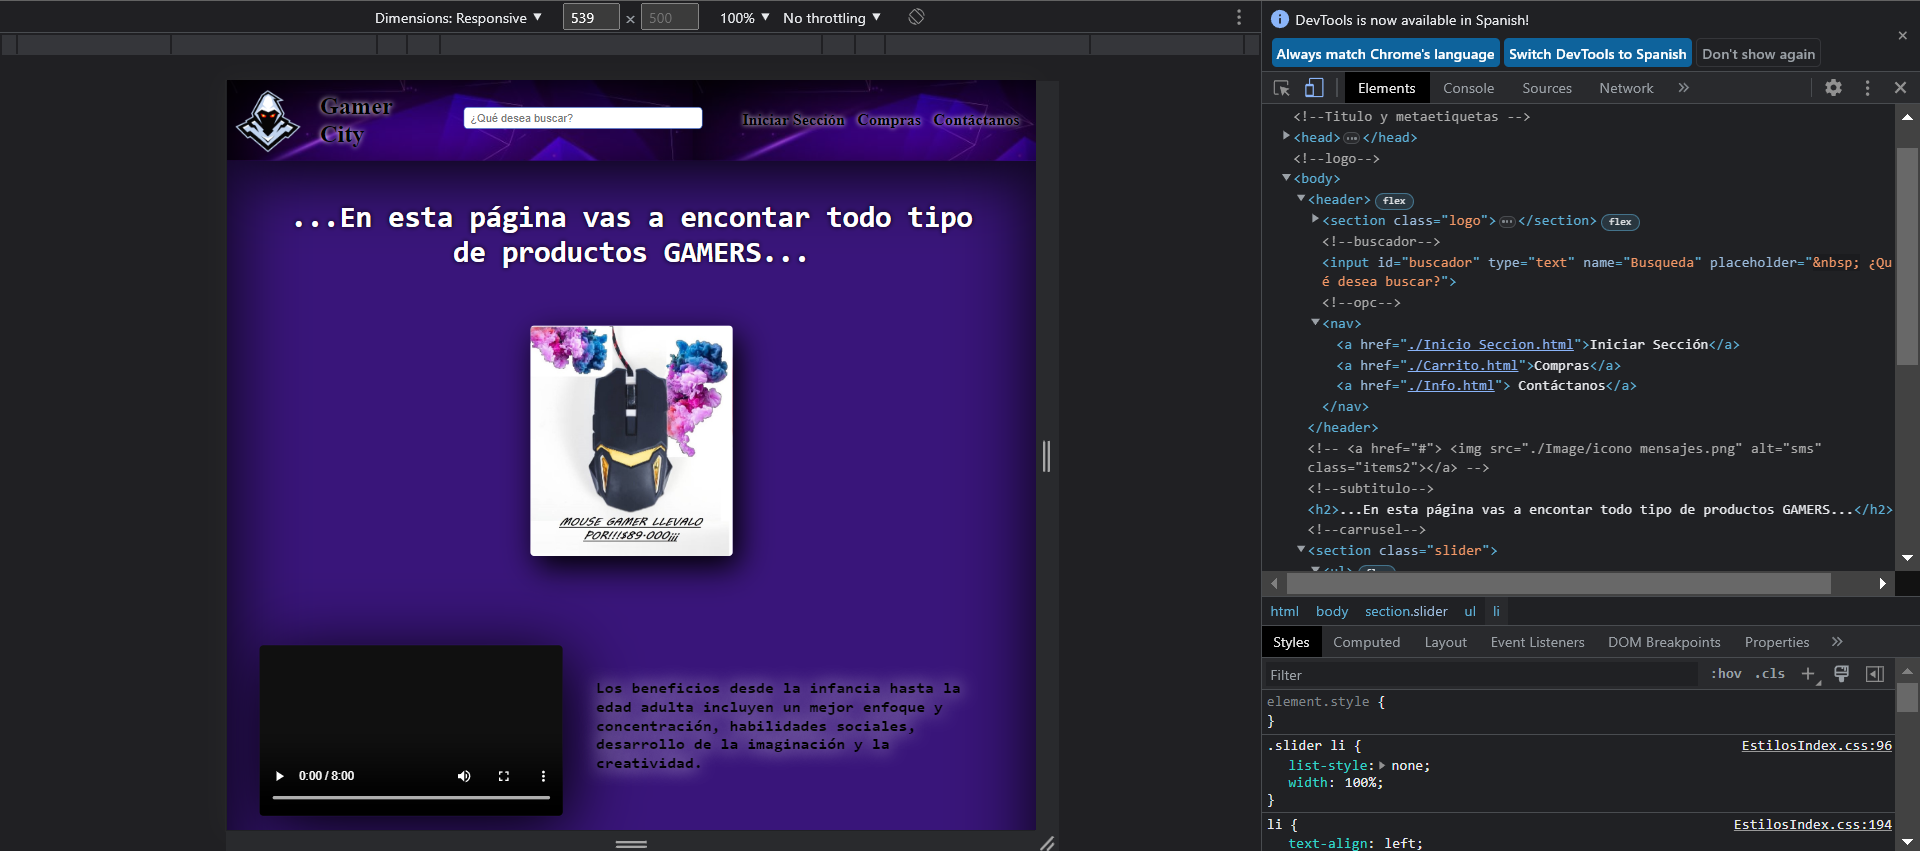 Dimensions: Responsive ▼ 539 × 500 100% ▼ No throttling ▼
DevTools is now available in Spanish!
Always match Chrome's language Switch DevTools to Spanish Don't show again
Elements Console Sources Network »
Gamer
City
¿Qué desea buscar?
Iniciar Sección Compras Contáctanos
...En esta página vas a encontar todo tipo
de productos GAMERS...
MOUSE GAMER LLEVALO
POR!!!$89.000¡¡¡
0:00 / 8:00
Los beneficios desde la infancia hasta la
edad adulta incluyen un mejor enfoque y
concentración, habilidades sociales,
desarrollo de la imaginación y la
creatividad.
<!--Titulo y metaetiquetas -->
<head> ⋯ </head>
<!--logo-->
<body>
<header> flex
<section class="logo"> ⋯ </section> flex
<!--buscador-->
<input id="buscador" type="text" name="Busqueda" placeholder="&nbsp; ¿Qu
é desea buscar?">
<!--opc-->
<nav>
<a href="./Inicio Seccion.html">Iniciar Sección</a>
<a href="./Carrito.html">Compras</a>
<a href="./Info.html"> Contáctanos</a>
</nav>
</header>
<!-- <a href="#"> <img src="./Image/icono mensajes.png" alt="sms"
class="items2"></a> -->
<!--subtitulo-->
<h2>...En esta página vas a encontar todo tipo de productos GAMERS...</h2>
<!--carrusel-->
<section class="slider">
<ul> flex
html body section.slider ul li
Styles Computed Layout Event Listeners DOM Breakpoints Properties »
Filter :hov .cls +
element.style {
}
.slider li { EstilosIndex.css:96
list-style: none;
width: 100%;
}
li { EstilosIndex.css:194
text-align: left;